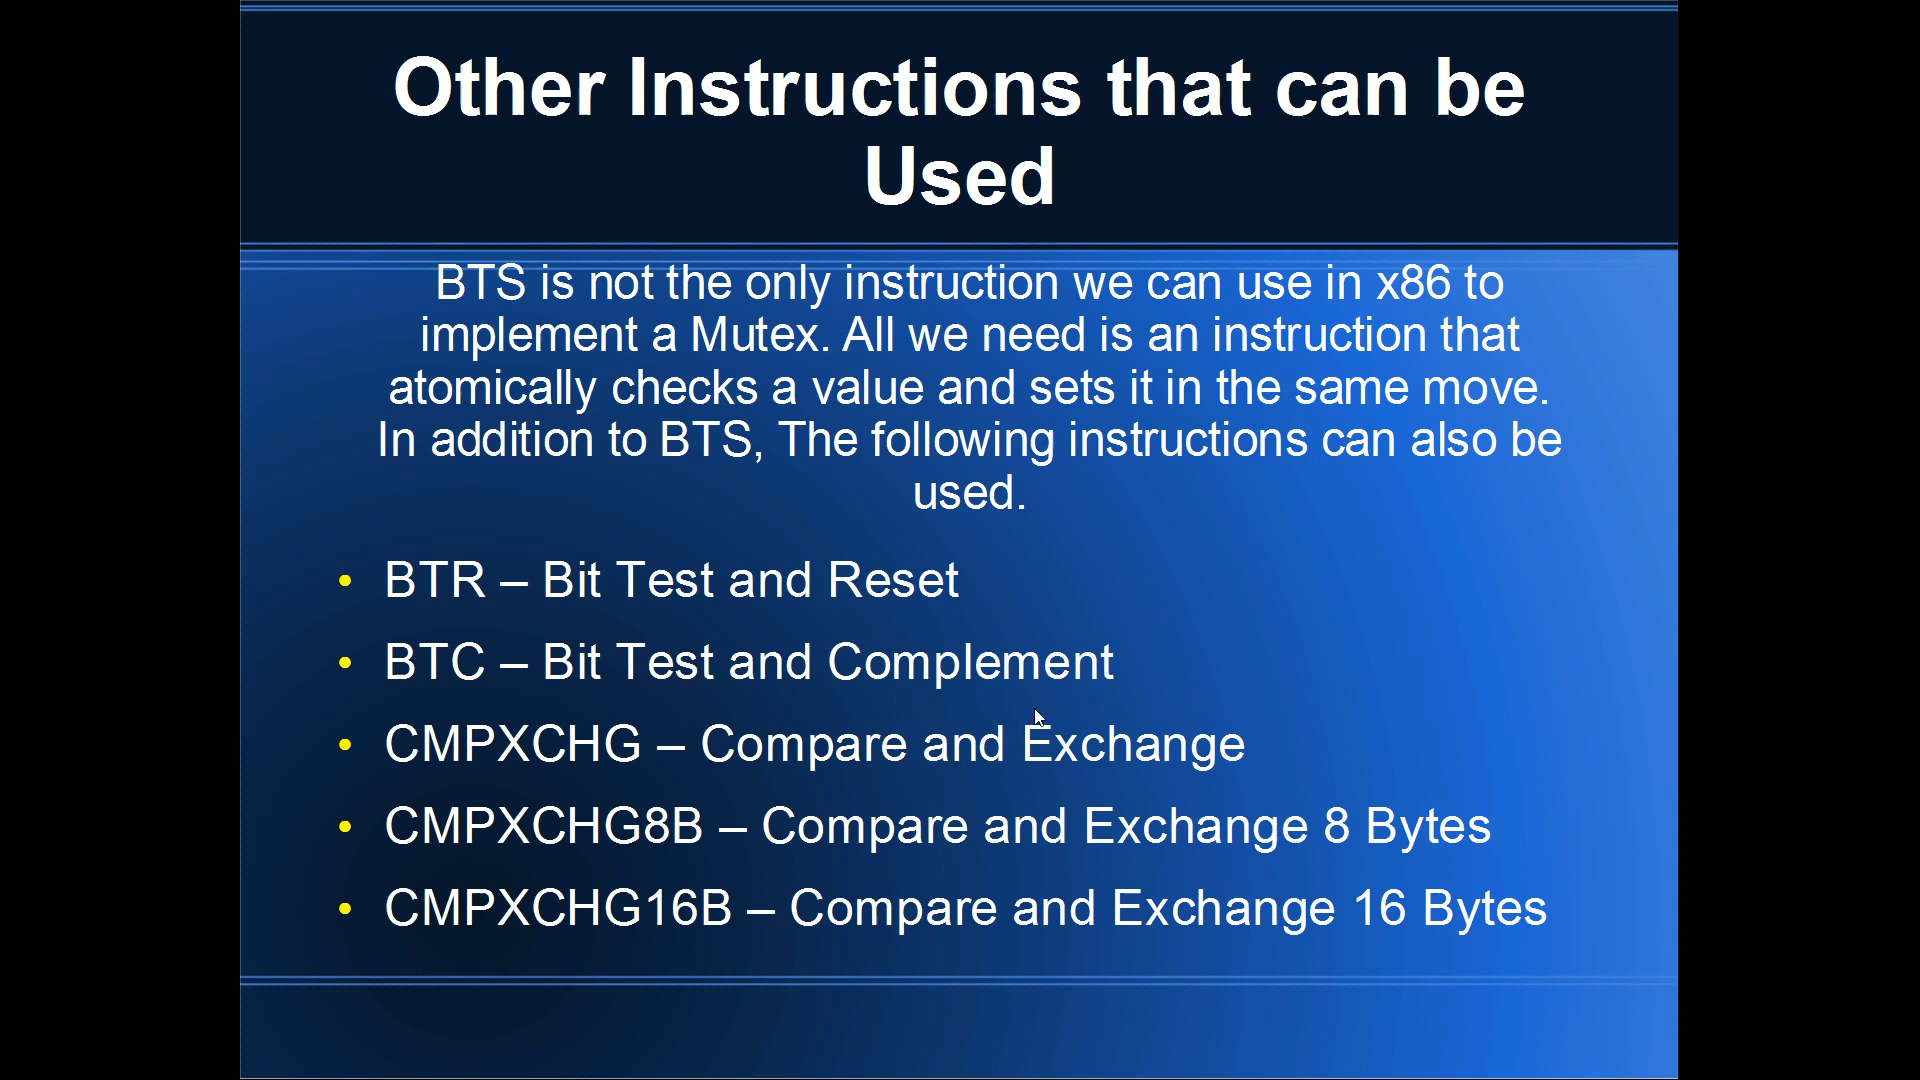 Other Instructions that can be
Used
BTS is not the only instruction we can use in x86 to
implement a Mutex. All we need is an instruction that
atomically checks a value and sets it in the same move.
In addition to BTS, The following instructions can also be
used.
• BTR – Bit Test and Reset
• BTC – Bit Test and Complement
• CMPXCHG – Compare and Exchange
• CMPXCHG8B – Compare and Exchange 8 Bytes
• CMPXCHG16B – Compare and Exchange 16 Bytes